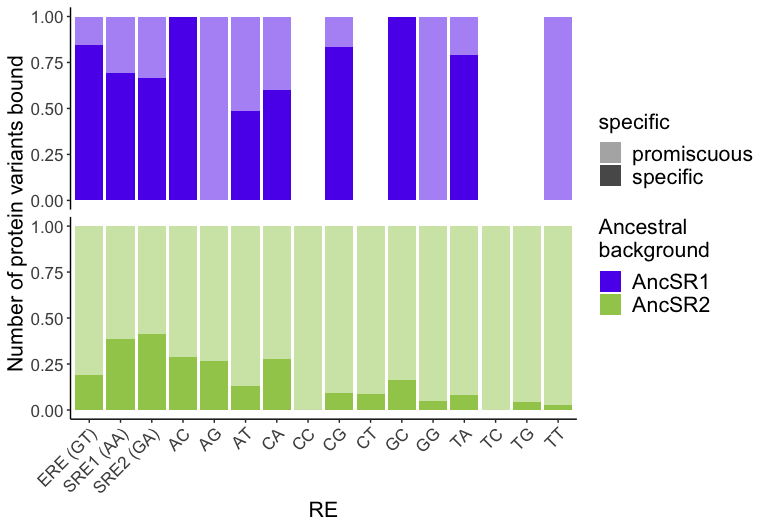 Number of protein variants bound
1.00
0.75
0.50
0.25
0.00
1.00
0.75
0.50
0.25
0.00
ERE (GT)
SRE1 (AA)
SRE2 (GA)
AC
AG
AT
CA
CC
CG
CT
GC
GG
TA
TC
TG
TT
RE
specific
promiscuous
specific
Ancestral
background
AncSR1
AncSR2